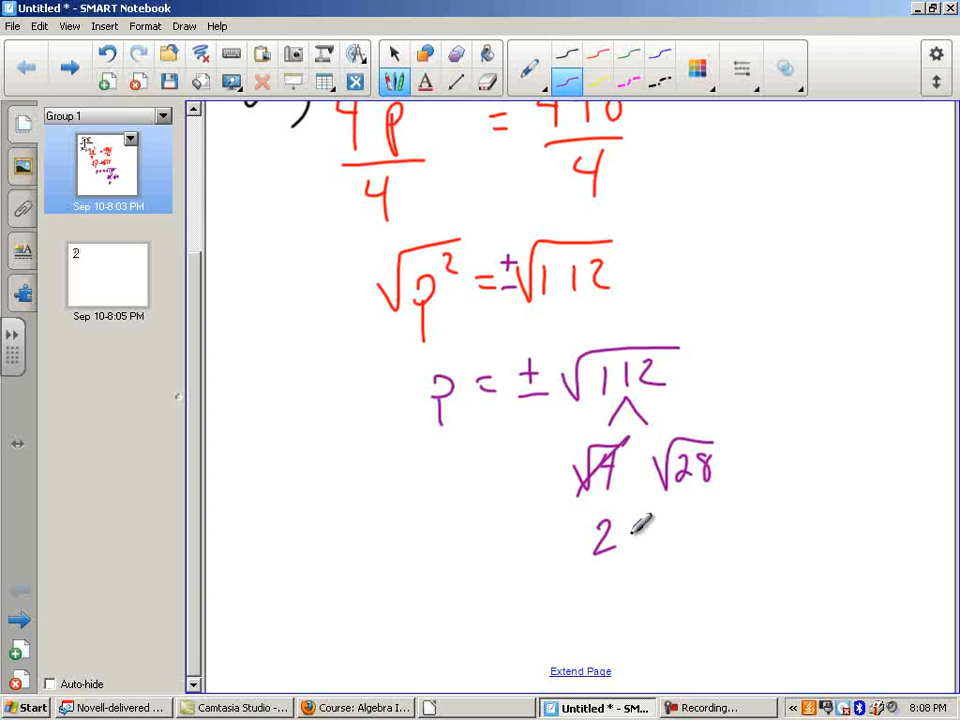 Untitled * - SMART Notebook
File Edit View Insert Format Draw Tools Help
Group 1
Sep 10-8:03 PM
2
Sep 10-8:05 PM
4p = 448
4 4
√p² = ±√112
p = ±√112
√4 √28
2
Extend Page
Auto-hide
Start Novell-delivered ... Camtasia Studio - ... Course: Algebra I... Untitled * - SM... Recording... « 8:08 PM